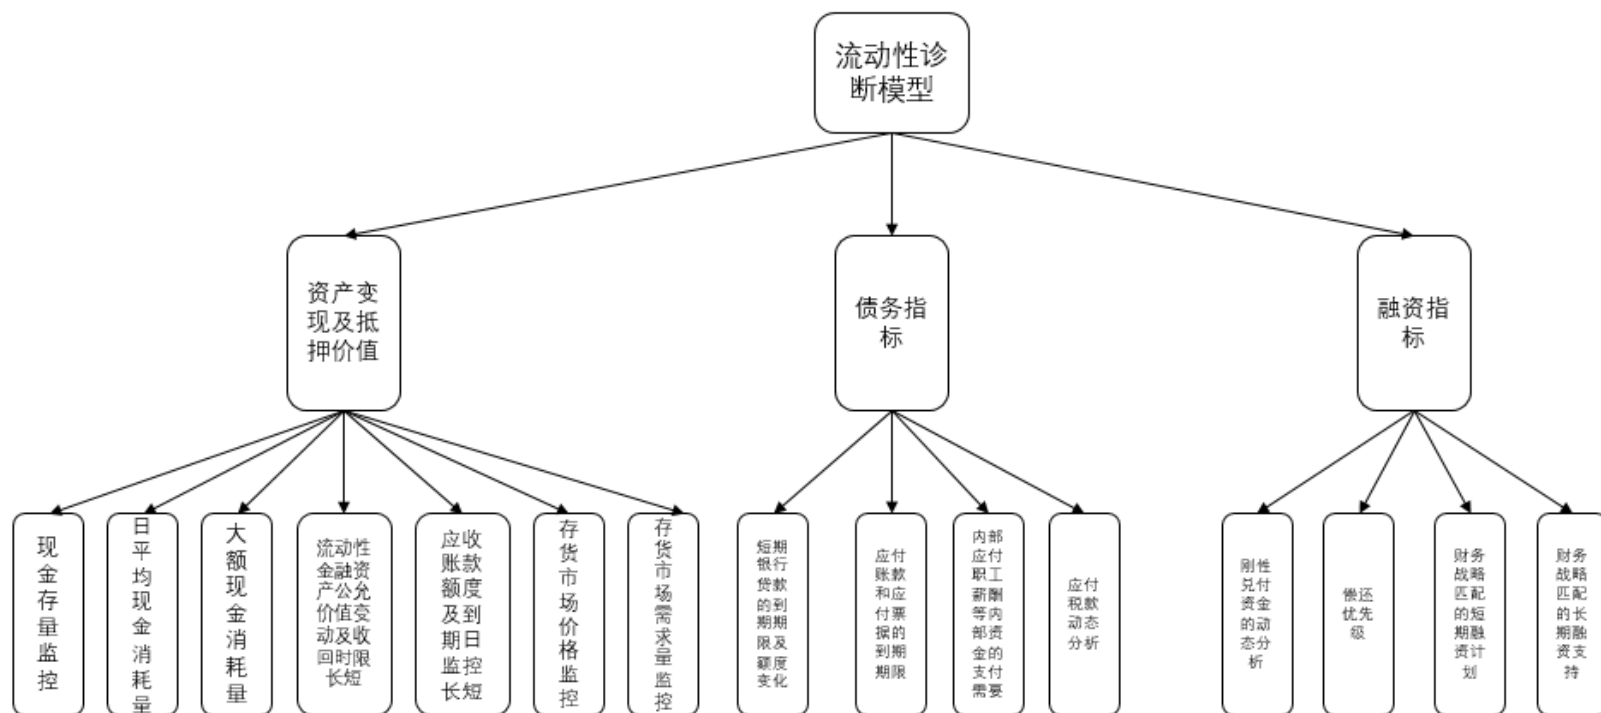 流动性诊
断模型
资产变
现及抵
押价值
债务指
标
融资指
标
现
金
存
量
监
控
日
平
均
现
金
消
耗
量
大
额
现
金
消
耗
量
流动性
金融资
产公允
价值变
动及收
回时限
长短
应收
账款
额度
及到
期日
监控
长短
存
货
市
场
价
格
监
控
存
货
市
场
需
求
量
监
控
短期
银行
贷款
的到
期期
限及
额度
变化
应付
账款
和应
付票
据的
到期
期限
内部
应付
职工
薪酬
等内
部资
金的
支付
需要
应付
税款
动态
分析
刚性
兑付
资金
的动
态分
析
偿还
优先
级
财务
战略
匹配
的短
期融
资计
划
财务
战略
匹配
的长
期融
资支
持